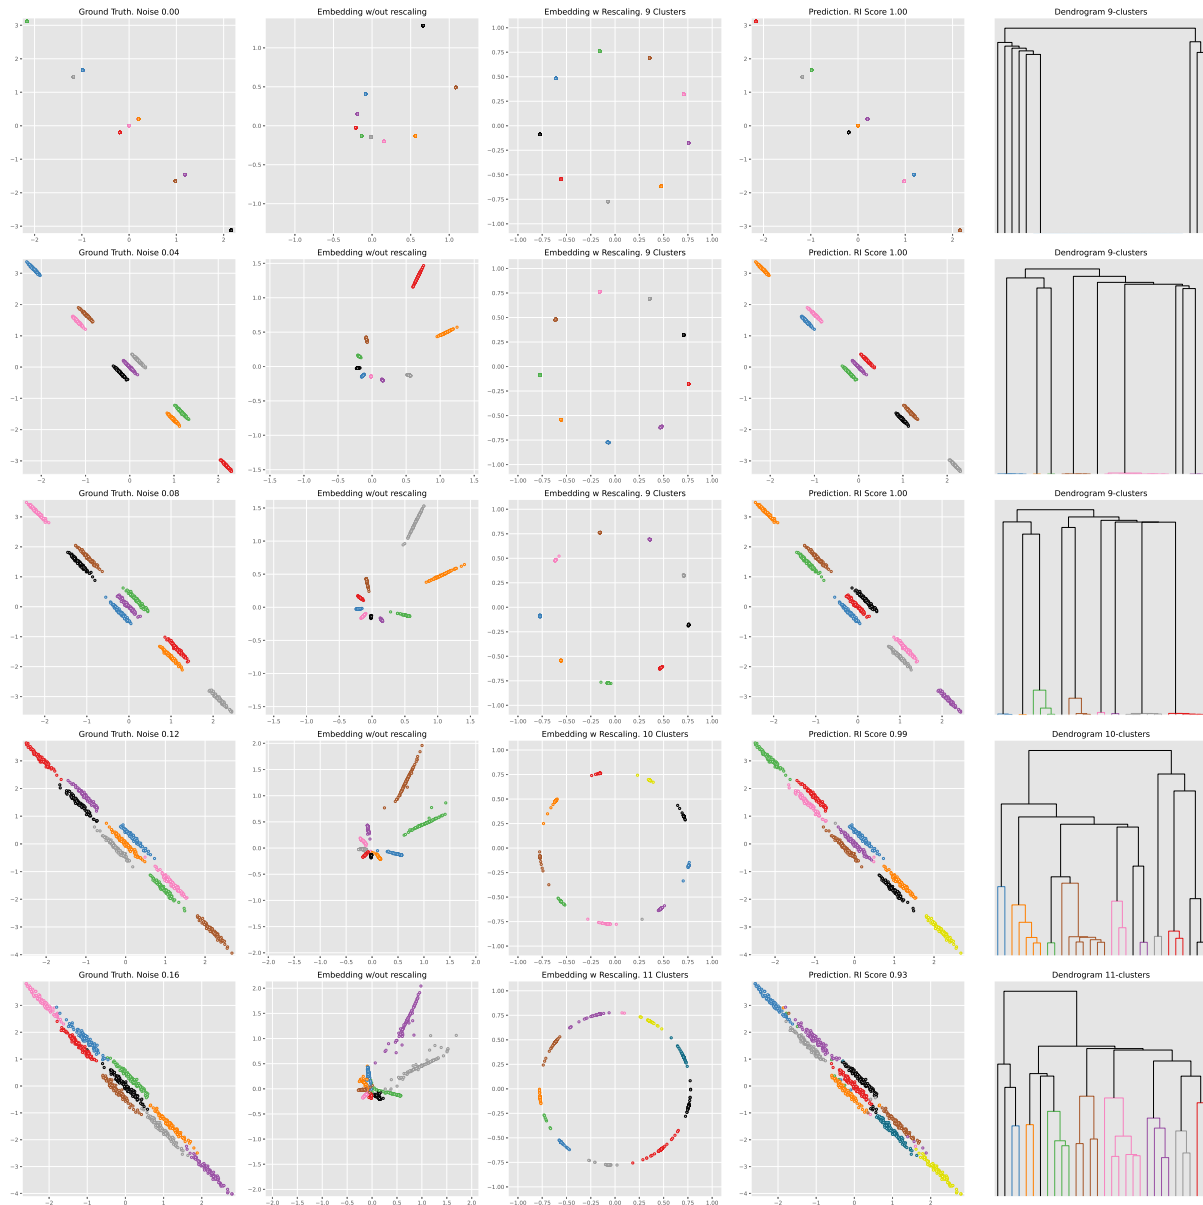 Ground Truth. Noise 0.00
Embedding w/out rescaling
Embedding w Rescaling. 9 Clusters
Prediction. RI Score 1.00
Dendrogram 9-clusters
Ground Truth. Noise 0.04
Embedding w/out rescaling
Embedding w Rescaling. 9 Clusters
Prediction. RI Score 1.00
Dendrogram 9-clusters
Ground Truth. Noise 0.08
Embedding w/out rescaling
Embedding w Rescaling. 9 Clusters
Prediction. RI Score 1.00
Dendrogram 9-clusters
Ground Truth. Noise 0.12
Embedding w/out rescaling
Embedding w Rescaling. 10 Clusters
Prediction. RI Score 0.99
Dendrogram 10-clusters
Ground Truth. Noise 0.16
Embedding w/out rescaling
Embedding w Rescaling. 11 Clusters
Prediction. RI Score 0.93
Dendrogram 11-clusters